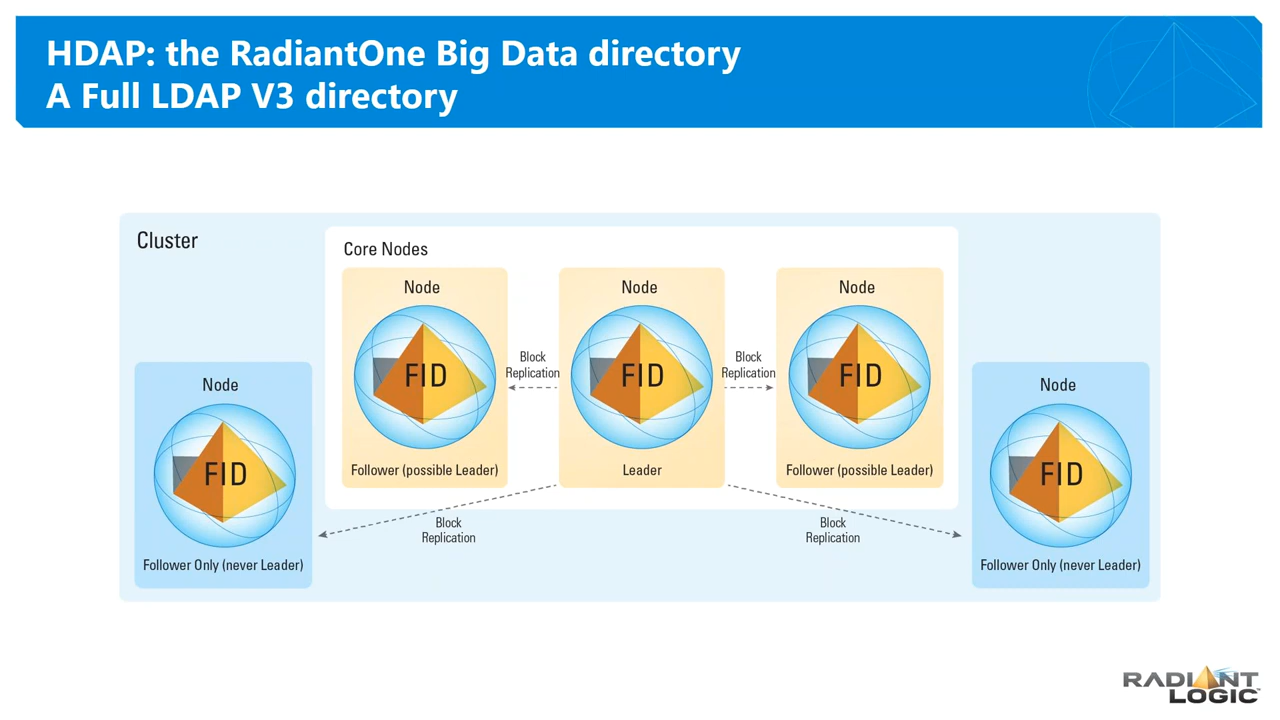 HDAP: the RadiantOne Big Data directory
A Full LDAP V3 directory
Cluster
Core Nodes
Node
FID
Follower (possible Leader)
Block
Replication
Node
FID
Leader
Block
Replication
Node
FID
Follower (possible Leader)
Node
FID
Follower Only (never Leader)
Block
Replication
Block
Replication
Node
FID
Follower Only (never Leader)
RADIANT
LOGIC